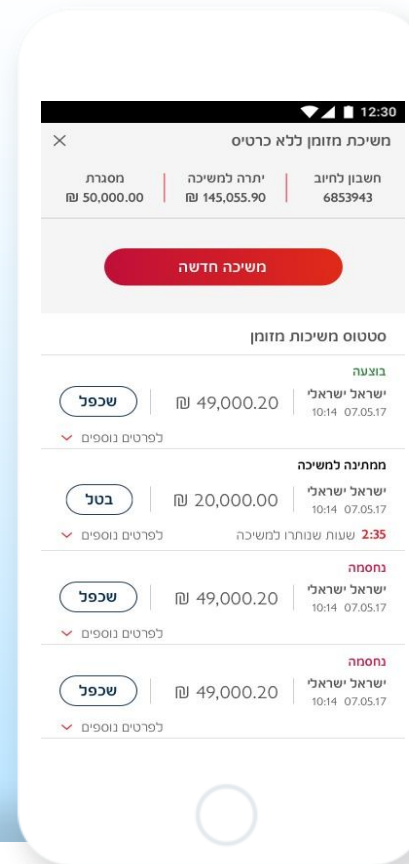 12:30
משיכת מזומן ללא כרטיס
חשבון לחיוב
6853943
יתרה למשיכה
145,055.90 ₪
מסגרת
50,000.00 ₪
משיכה חדשה
סטטוס משיכות מזומן
בוצעה
ישראל ישראלי
07.05.17 10:14
49,000.20 ₪
שכפל
לפרטים נוספים
ממתינה למשיכה
ישראל ישראלי
07.05.17 10:14
20,000.00 ₪
בטל
2:35 שעות שנותרו למשיכה
לפרטים נוספים
נחסמה
ישראל ישראלי
07.05.17 10:14
49,000.20 ₪
שכפל
לפרטים נוספים
נחסמה
ישראל ישראלי
07.05.17 10:14
49,000.20 ₪
שכפל
לפרטים נוספים